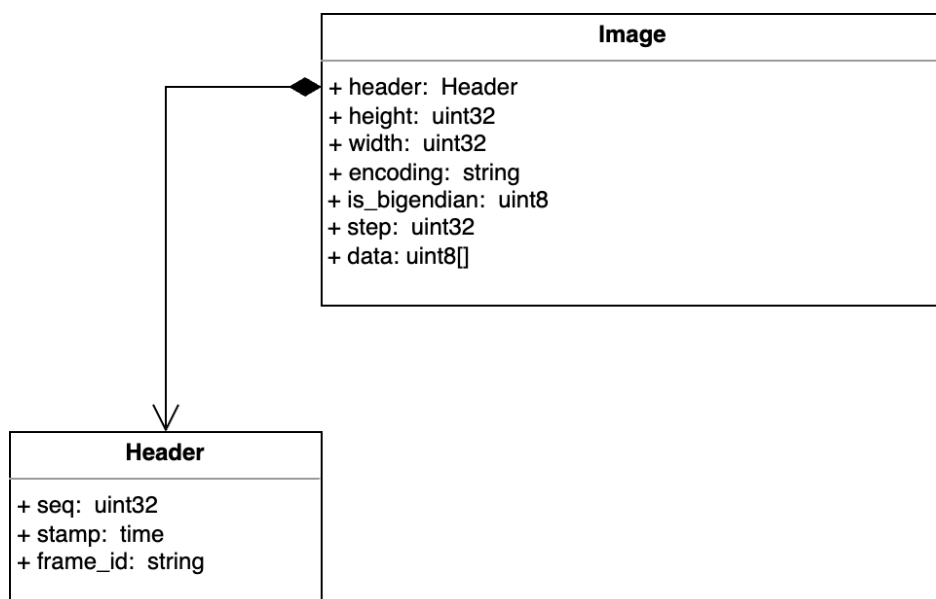 Image
+ header: Header
+ height: uint32
+ width: uint32
+ encoding: string
+ is_bigendian: uint8
+ step: uint32
+ data: uint8[]
Header
+ seq: uint32
+ stamp: time
+ frame_id: string